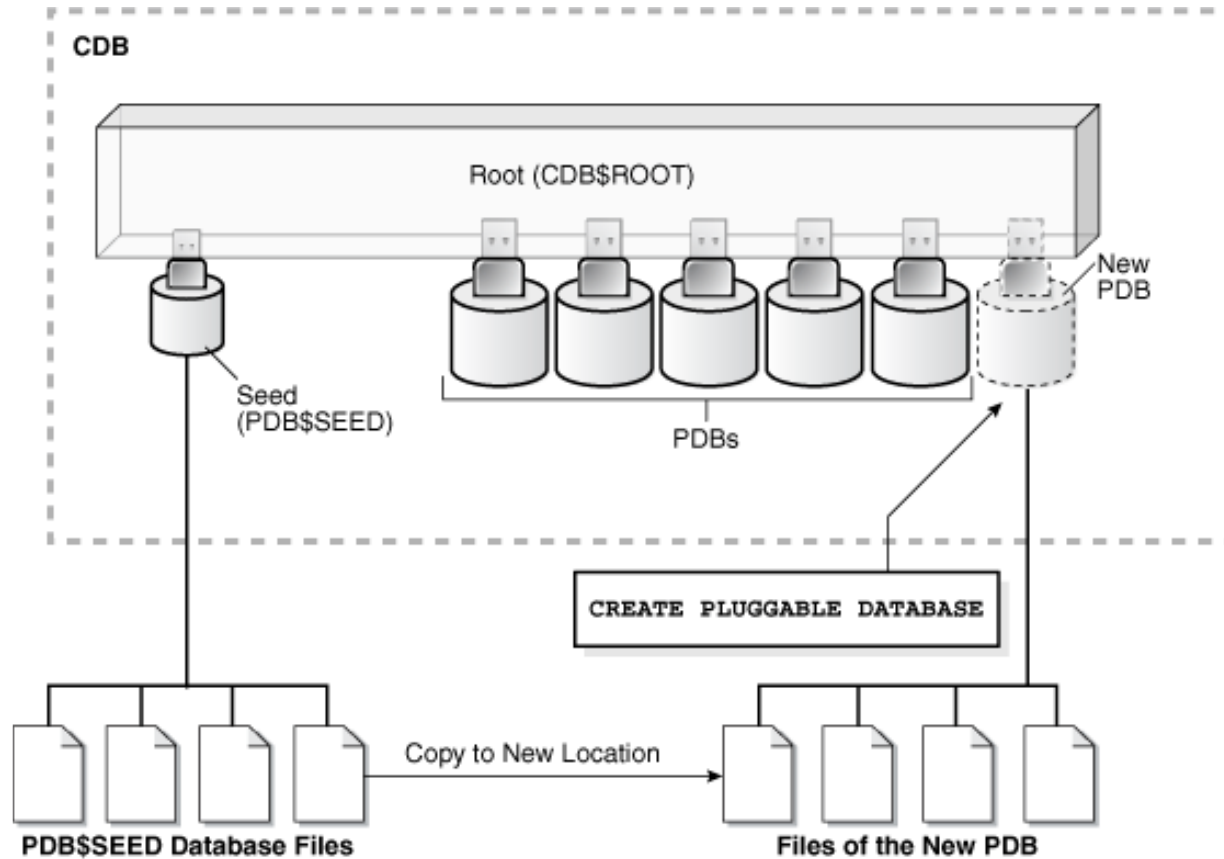 CDB
Root (CDB$ROOT)
New
PDB
Seed
(PDB$SEED)
PDBs
CREATE PLUGGABLE DATABASE
Copy to New Location
PDB$SEED Database Files
Files of the New PDB